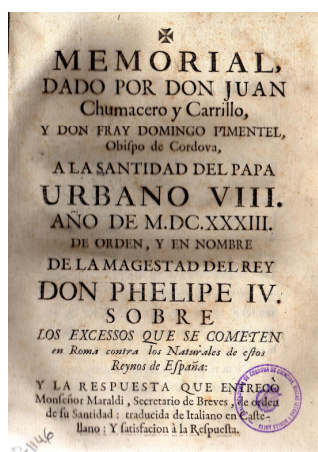 MEMORIAL,
DADO POR DON JUAN
Chumacero y Carrillo,
Y DON FRAY DOMINGO PIMENTEL,
Obiſpo de Cordova,
A LA SANTIDAD DEL PAPA
URBANO VIII.
AÑO DE M.DC.XXXIII.
DE ORDEN, Y EN NOMBRE
DE LA MAGESTAD DEL REY
DON PHELIPE IV.
SOBRE
LOS EXCESSOS QUE SE COMETEN
en Roma contra los Naturales de eſtos
Reynos de Eſpaña:
Y LA RESPUESTA QUE ENTREGÒ
Monſeñor Maraldi, Secretario de Breves, de orden
de ſu Santidad: traducida de Italiano en Caſte-
llano: Y ſatisfacion à la Reſpueſta.